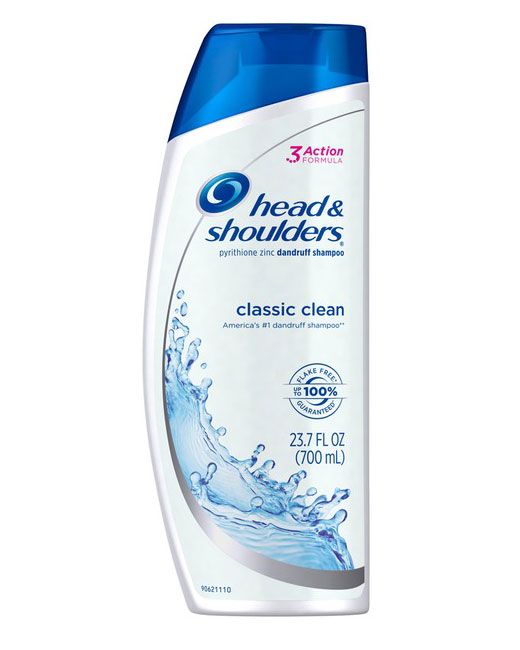 3 Action
FORMULA
head &
shoulders®
pyrithione zinc dandruff shampoo
classic clean
America's #1 dandruff shampoo**
FLAKE FREE*
UP TO 100%
GUARANTEED*
23.7 FL OZ
(700 mL)
90621110